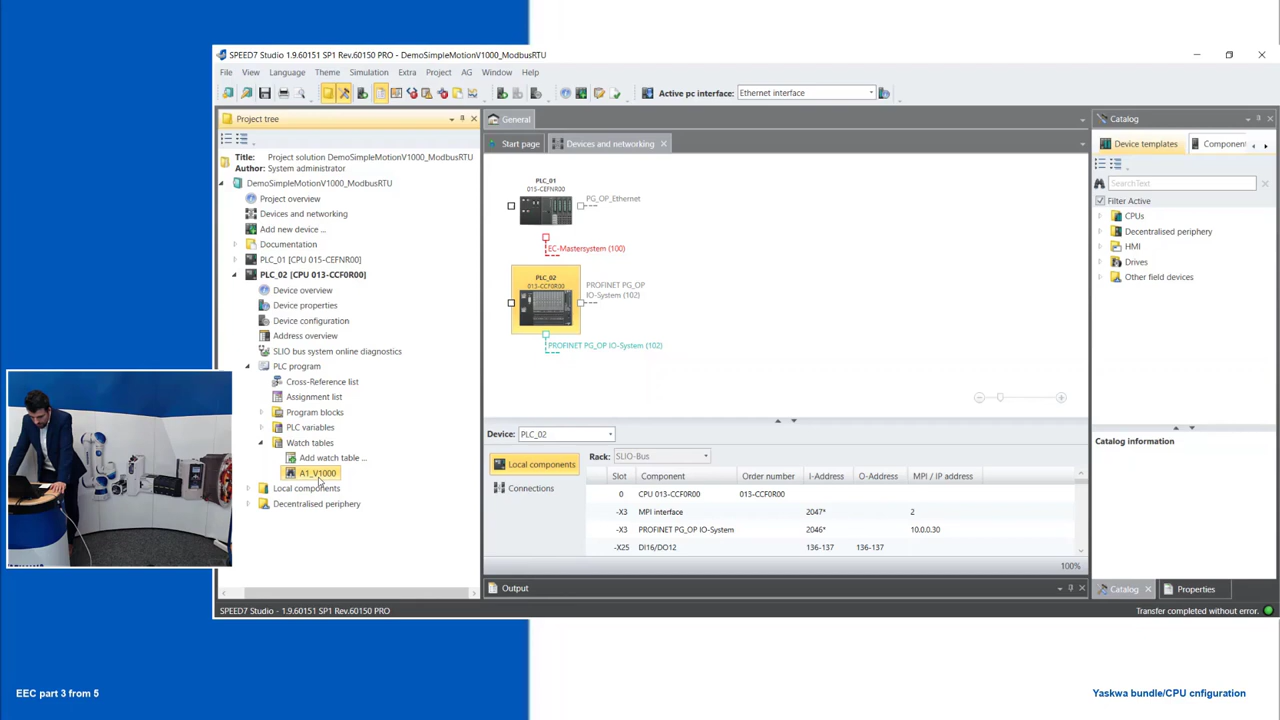 SPEED7 Studio 1.9.60151 SP1 Rev.60150 PRO - DemoSimpleMotionV1000_ModbusRTU
File View Language Theme Simulation Extra Project AG Window Help
Active pc interface: Ethernet interface
Project tree
Title: Project solution DemoSimpleMotionV1000_ModbusRTU
Author: System administrator
DemoSimpleMotionV1000_ModbusRTU
Project overview
Devices and networking
Add new device ...
Documentation
PLC_01 [CPU 015-CEFNR00]
PLC_02 [CPU 013-CCF0R00]
Device overview
Device properties
Device configuration
Address overview
SLIO bus system online diagnostics
PLC program
Cross-Reference list
Assignment list
Program blocks
PLC variables
Watch tables
Add watch table ...
A1_V1000
Local components
Decentralised periphery
General
Start page Devices and networking
PLC_01
015-CEFNR00
PG_OP_Ethernet
EC-Mastersystem (100)
PLC_02
013-CCF0R00
PROFINET PG_OP
IO-System (102)
PROFINET PG_OP IO-System (102)
Device: PLC_02
Local components
Connections
Rack: SLIO-Bus
Slot Component Order number I-Address O-Address MPI / IP address
0 CPU 013-CCF0R00 013-CCF0R00
-X3 MPI interface 2047* 2
-X3 PROFINET PG_OP IO-System 2046* 10.0.0.30
-X25 DI16/DO12 136-137 136-137
100%
Output
Catalog
Device templates Component
SearchText
Filter Active
CPUs
Decentralised periphery
HMI
Drives
Other field devices
Catalog information
Catalog Properties
SPEED7 Studio - 1.9.60151 SP1 Rev.60150 PRO
Transfer completed without error.
EEC part 3 from 5
Yaskwa bundle/CPU cnfiguration